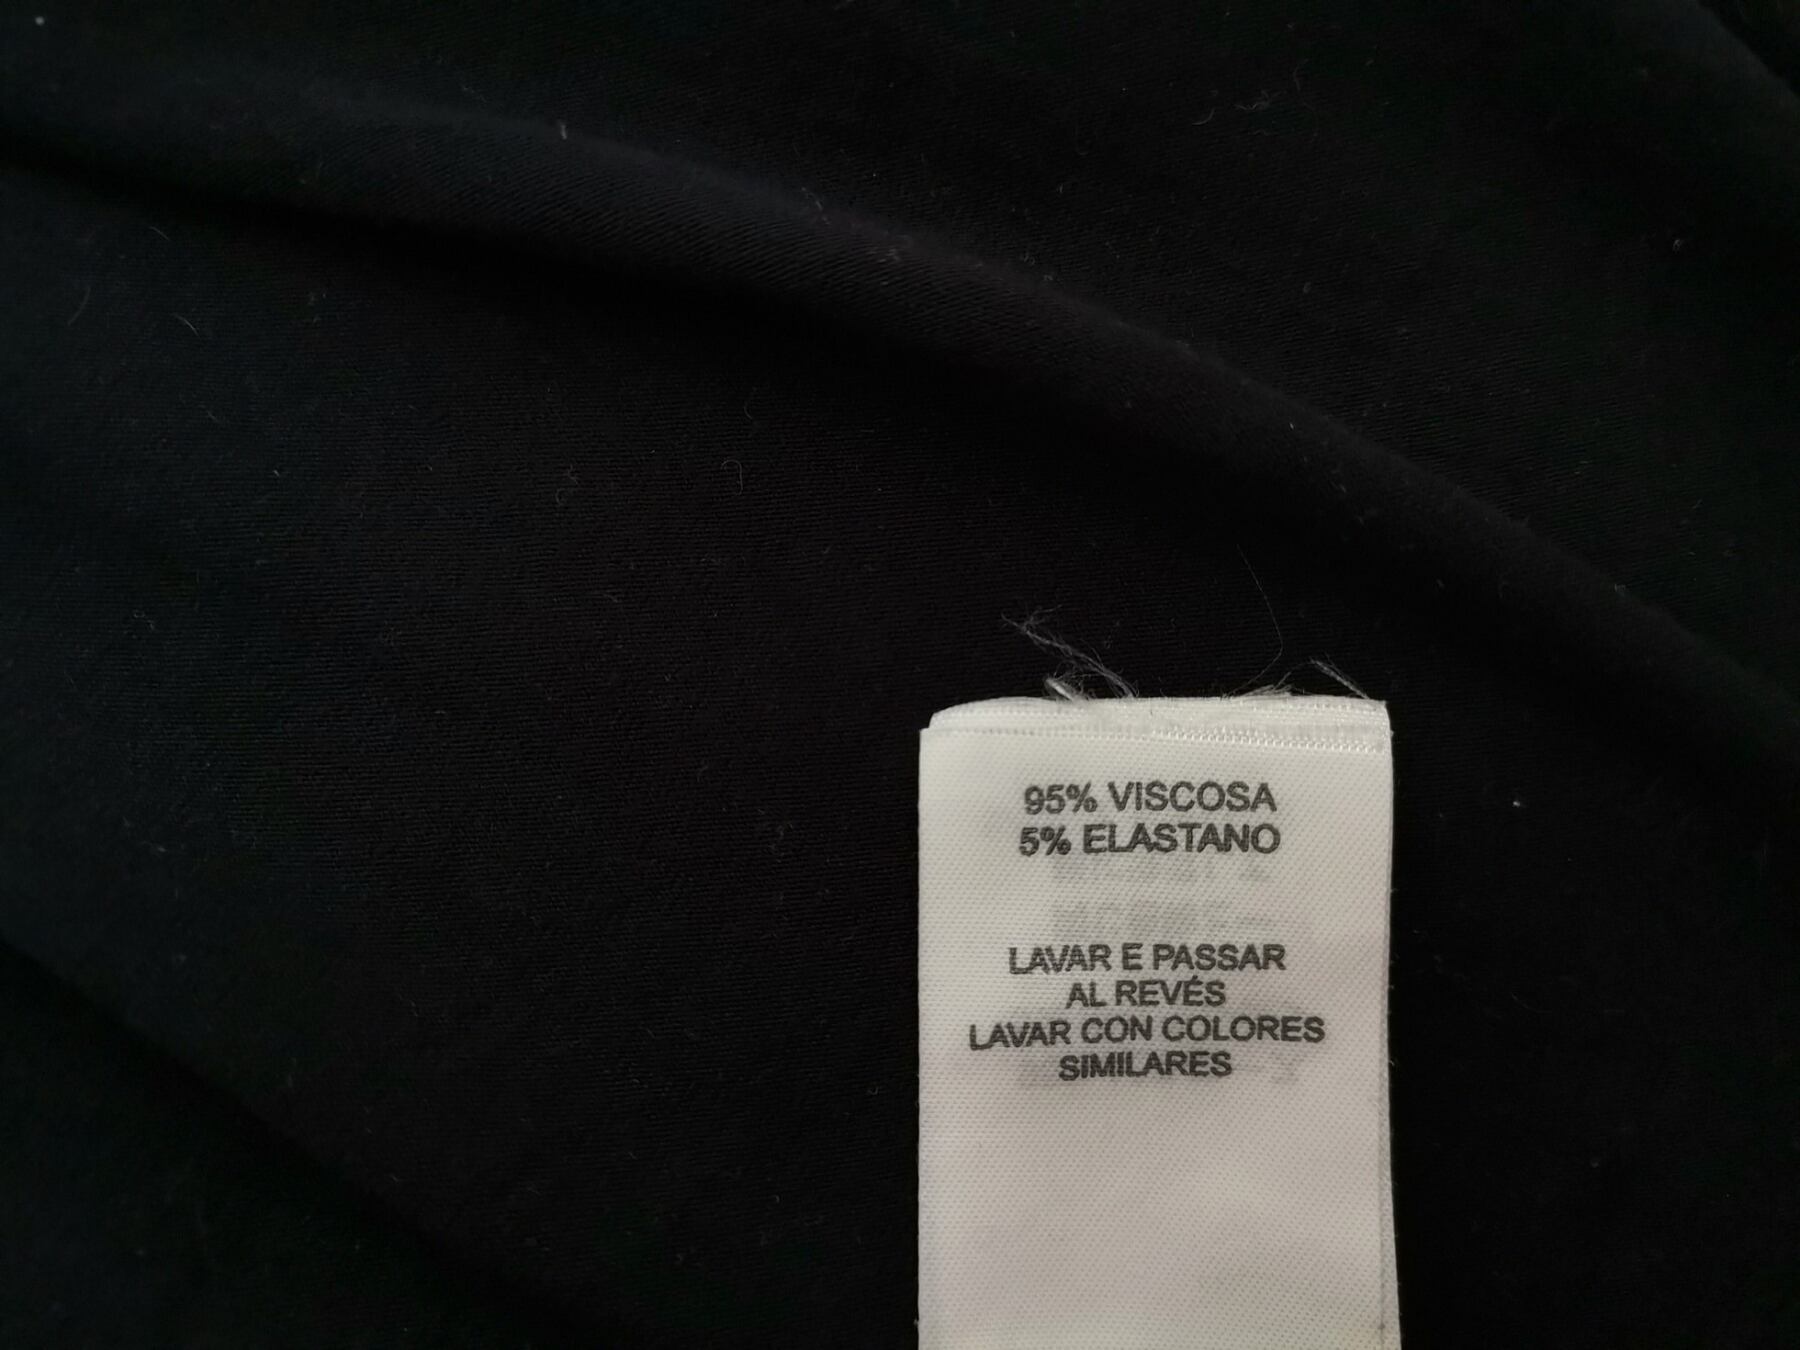 95% VISCOSA
5% ELASTANO
LAVAR E PASSAR
AL REVÉS
LAVAR CON COLORES
SIMILARES